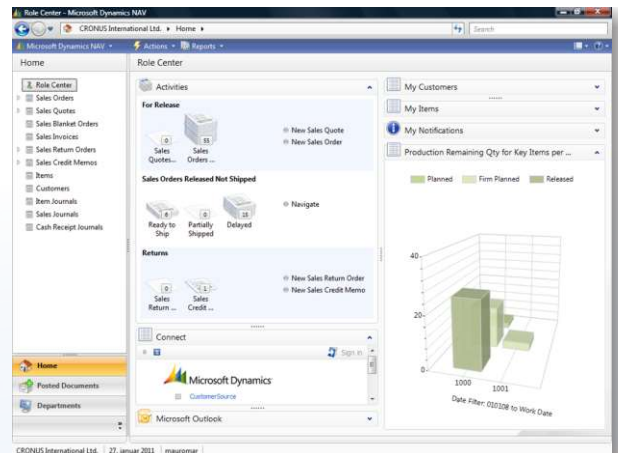 Role Center - Microsoft Dynamics NAV
CRONUS International Ltd. ▸ Home ▸
Search
Microsoft Dynamics NAV
Actions
Reports
Home
Role Center
Sales Orders
Sales Quotes
Sales Blanket Orders
Sales Invoices
Sales Return Orders
Sales Credit Memos
Items
Customers
Item Journals
Sales Journals
Cash Receipt Journals
Home
Posted Documents
Departments
Role Center
Activities
For Release
0
55
Sales Quotes...
Sales Orders ...
New Sales Quote
New Sales Order
Sales Orders Released Not Shipped
0
Ready to Ship
Partially Shipped
Delayed
Navigate
Returns
0
1
Sales Return ...
Sales Credit ...
New Sales Return Order
New Sales Credit Memo
Connect
Sign in
Microsoft Dynamics
CustomerSource
Microsoft Outlook
My Customers
My Items
My Notifications
Production Remaining Qty for Key Items per ...
Planned
Firm Planned
Released
40
20
0
1000
1001
Date Filter: 010108 to Work Date
CRONUS International Ltd.
27. januar 2011
mauromar